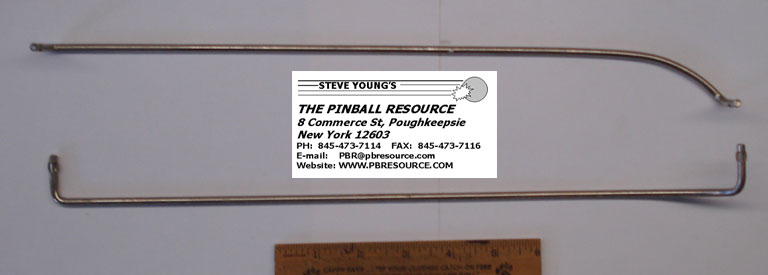 STEVE YOUNG'S
THE PINBALL RESOURCE
8 Commerce St, Poughkeepsie
New York 12603
PH: 845-473-7114 FAX: 845-473-7116
E-mail: PBR@pbresource.com
Website: WWW.PBRESOURCE.COM